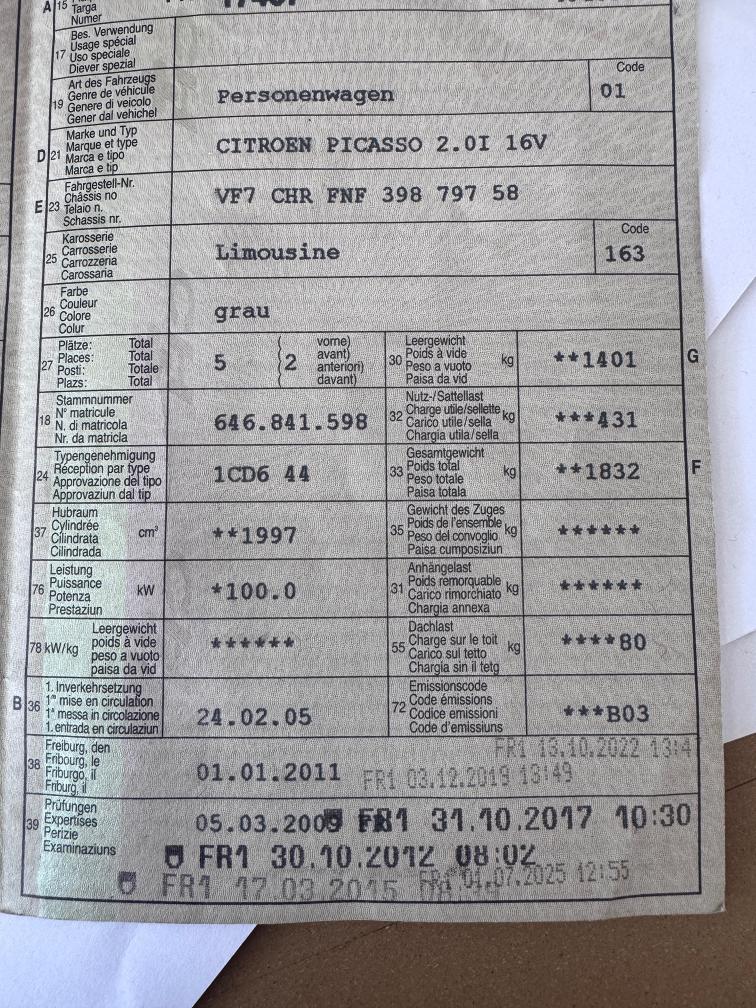 A 15
Targa
Numer
17 Bes. Verwendung
Usage spécial
Uso speciale
Diever spezial
19 Art des Fahrzeugs
Genre de véhicule
Genere di veicolo
Gener dal vehichel
Personenwagen
Code
01
D 21 Marke und Typ
Marque et type
Marca e tipo
Marca e tip
CITROEN PICASSO 2.0I 16V
E 23 Fahrgestell-Nr.
Châssis no
Telaio n.
Schassis nr.
VF7 CHR FNF 398 797 58
25 Karosserie
Carrosserie
Carrozzeria
Carossaria
Limousine
Code
163
26 Farbe
Couleur
Colore
Colur
grau
27 Plätze: Total
Places: Total
Posti: Totale
Plazs: Total
5
2
vorne)
avant)
anteriori)
davant)
30 Leergewicht
Poids à vide
Peso a vuoto
Paisa da vid
kg
**1401
G
18 Stammnummer
N° matricule
N. di matricola
Nr. da matricla
646.841.598
32 Nutz-/Sattellast
Charge utile/sellette
Carico utile/sella
Chargia utila/sella
kg
***431
24 Typengenehmigung
Réception par type
Approvazione del tipo
Approvaziun dal tip
1CD6 44
33 Gesamtgewicht
Poids total
Peso totale
Paisa totala
kg
**1832
F
37 Hubraum
Cylindrée
Cilindrata
Cilindrada
cm³
**1997
35 Gewicht des Zuges
Poids de l'ensemble
Peso del convoglio
Paisa cumposiziun
kg
******
76 Leistung
Puissance
Potenza
Prestaziun
kW
*100.0
31 Anhängelast
Poids remorquable
Carico rimorchiato
Chargia annexa
kg
******
78 kW/kg Leergewicht
poids à vide
peso a vuoto
paisa da vid
******
55 Dachlast
Charge sur le toit
Carico sul tetto
Chargia sin il tetg
kg
****80
B 36 1. Inverkehrsetzung
1re mise en circulation
1a messa in circolazione
1. entrada en circulaziun
24.02.05
72 Emissionscode
Code émissions
Codice emissioni
Code d'emissiuns
***B03
38 Freiburg, den
Fribourg, le
Friburgo, il
Friburg, il
01.01.2011
FR1 13.10.2022 13:4
FR1 03.12.2019 13:49
39 Prüfungen
Expertises
Perizie
Examinaziuns
05.03.2009
FR1 31.10.2017 10:30
FR1 30.10.2012 08:02
FR1 17.03.2015
FR1 01.07.2025 12:55